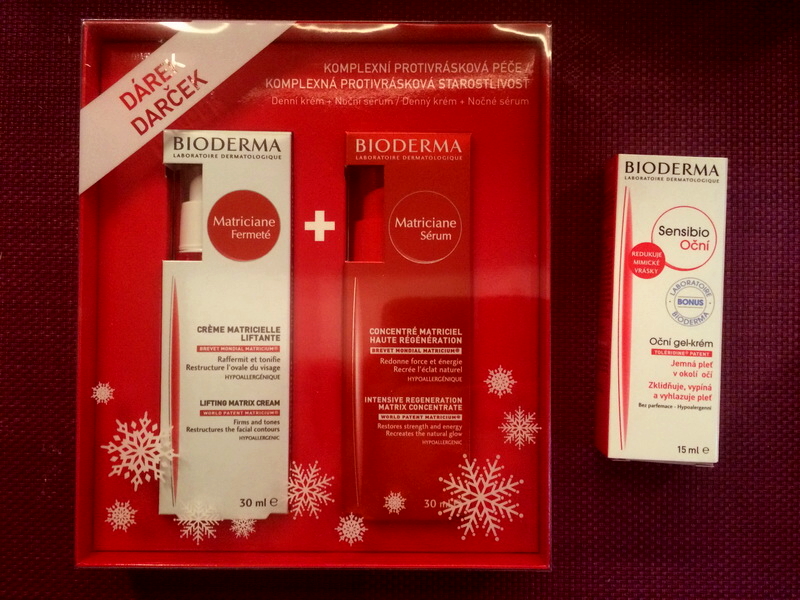 DÁREK
DARČEK
KOMPLEXNÍ PROTIVRÁSKOVÁ PÉČE /
KOMPLEXNÁ PROTIVRÁSKOVÁ STAROSTLIVOSŤ
Denní krém + Noční sérum / Denný krém + Nočné sérum
BIODERMA
LABORATOIRE DERMATOLOGIQUE
Matriciane
Fermeté
CRÈME MATRICIELLE
LIFTANTE
BREVET MONDIAL MATRICIUM®
Raffermit et tonifie
Restructure l'ovale du visage
HYPOALLERGÉNIQUE
LIFTING MATRIX CREAM
WORLD PATENT MATRICIUM®
Firms and tones
Restructures the facial contours
HYPOALLERGENIC
30 ml e
+
BIODERMA
LABORATOIRE DERMATOLOGIQUE
Matriciane
Sérum
CONCENTRÉ MATRICIEL
HAUTE RÉGÉNÉRATION
BREVET MONDIAL MATRICIUM®
Redonne force et énergie
Recrée l'éclat naturel
HYPOALLERGÉNIQUE
INTENSIVE REGENERATION
MATRIX CONCENTRATE
WORLD PATENT MATRICIUM®
Restores strength and energy
Recreates the natural glow
HYPOALLERGENIC
30 m
BIODERMA
LABORATOIRE DERMATOLOGIQUE
Sensibio
Oční
REDUKUJE
MIMICKÉ
VRÁSKY
LABORATOIRE
BONUS
BIODERMA
Oční gel-krém
TOLÉRIDINE® PATENT
Jemná pleť
v okolí očí
Zklidňuje, vypíná
a vyhlazuje pleť
Bez parfemace - Hypoalergenní
15 ml e